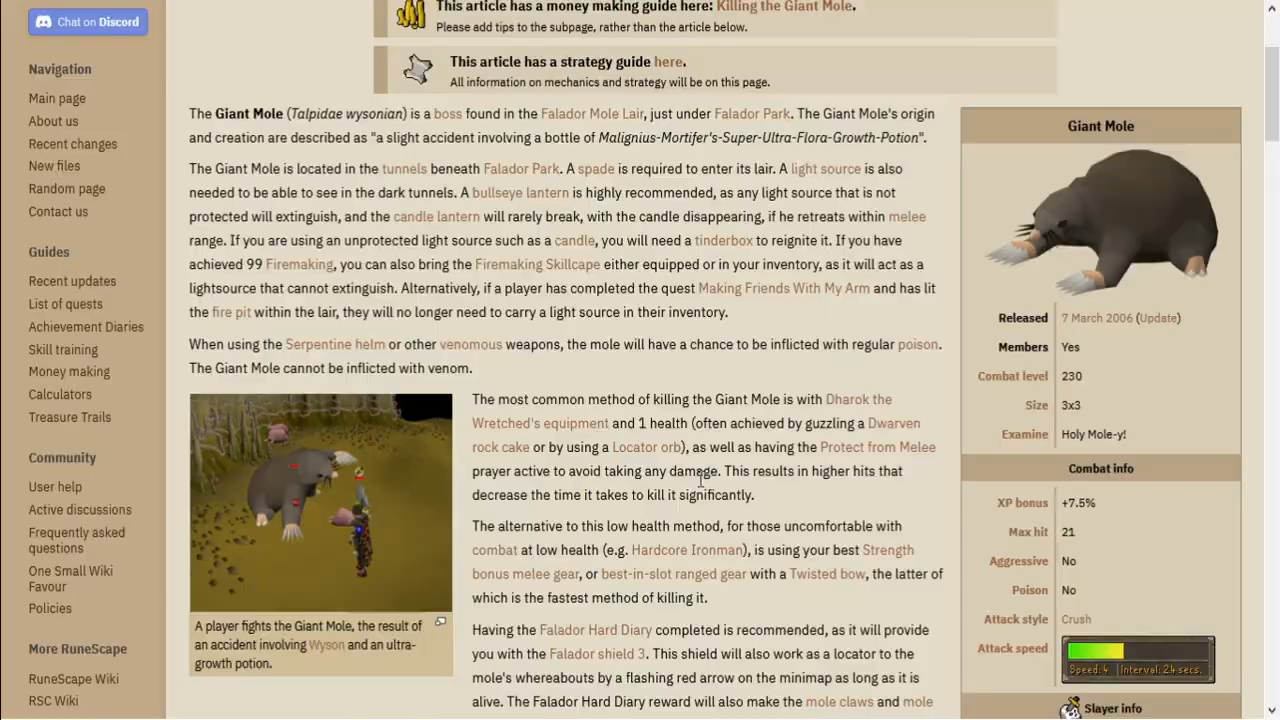 Chat on Discord
Navigation
Main page
About us
Recent changes
New files
Random page
Contact us
Guides
Recent updates
List of quests
Achievement Diaries
Skill training
Money making
Calculators
Treasure Trails
Community
User help
Active discussions
Frequently asked
questions
One Small Wiki
Favour
Policies
More RuneScape
RuneScape Wiki
RSC Wiki
This article has a money making guide here: Killing the Giant Mole.
Please add tips to the subpage, rather than the article below.
This article has a strategy guide here.
All information on mechanics and strategy will be on this page.
The Giant Mole (Talpidae wysonian) is a boss found in the Falador Mole Lair, just under Falador Park. The Giant Mole's origin
and creation are described as "a slight accident involving a bottle of Malignius-Mortifer's-Super-Ultra-Flora-Growth-Potion".
The Giant Mole is located in the tunnels beneath Falador Park. A spade is required to enter its lair. A light source is also
needed to be able to see in the dark tunnels. A bullseye lantern is highly recommended, as any light source that is not
protected will extinguish, and the candle lantern will rarely break, with the candle disappearing, if he retreats within melee
range. If you are using an unprotected light source such as a candle, you will need a tinderbox to reignite it. If you have
achieved 99 Firemaking, you can also bring the Firemaking Skillcape either equipped or in your inventory, as it will act as a
lightsource that cannot extinguish. Alternatively, if a player has completed the quest Making Friends With My Arm and has lit
the fire pit within the lair, they will no longer need to carry a light source in their inventory.
When using the Serpentine helm or other venomous weapons, the mole will have a chance to be inflicted with regular poison.
The Giant Mole cannot be inflicted with venom.
A player fights the Giant Mole, the result of
an accident involving Wyson and an ultra-
growth potion.
The most common method of killing the Giant Mole is with Dharok the
Wretched's equipment and 1 health (often achieved by guzzling a Dwarven
rock cake or by using a Locator orb), as well as having the Protect from Melee
prayer active to avoid taking any damage. This results in higher hits that
decrease the time it takes to kill it significantly.
The alternative to this low health method, for those uncomfortable with
combat at low health (e.g. Hardcore Ironman), is using your best Strength
bonus melee gear, or best-in-slot ranged gear with a Twisted bow, the latter of
which is the fastest method of killing it.
Having the Falador Hard Diary completed is recommended, as it will provide
you with the Falador shield 3. This shield will also work as a locator to the
mole's whereabouts by a flashing red arrow on the minimap as long as it is
alive. The Falador Hard Diary reward will also make the mole claws and mole
Giant Mole
Released 7 March 2006 (Update)
Members Yes
Combat level 230
Size 3x3
Examine Holy Mole-y!
Combat info
XP bonus +7.5%
Max hit 21
Aggressive No
Poison No
Attack style Crush
Attack speed Speed: 4 Interval: 2.4 secs.
Slayer info